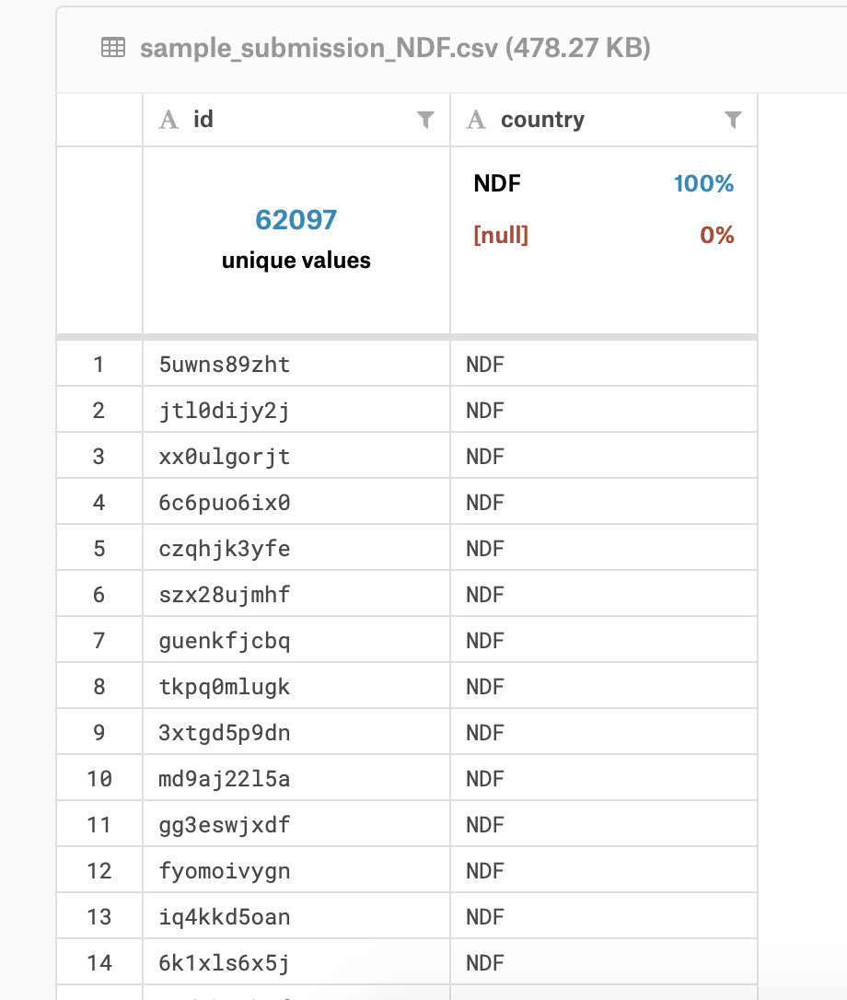 sample_submission_NDF.csv (478.27 KB)
A id A country
62097
unique values
NDF 100%
[null] 0%
1 5uwns89zht NDF
2 jtl0dijy2j NDF
3 xx0ulgorjt NDF
4 6c6puo6ix0 NDF
5 czqhjk3yfe NDF
6 szx28ujmhf NDF
7 guenkfjcbq NDF
8 tkpq0mlugk NDF
9 3xtgd5p9dn NDF
10 md9aj22l5a NDF
11 gg3eswjxdf NDF
12 fyomoivygn NDF
13 iq4kkd5oan NDF
14 6k1xls6x5j NDF